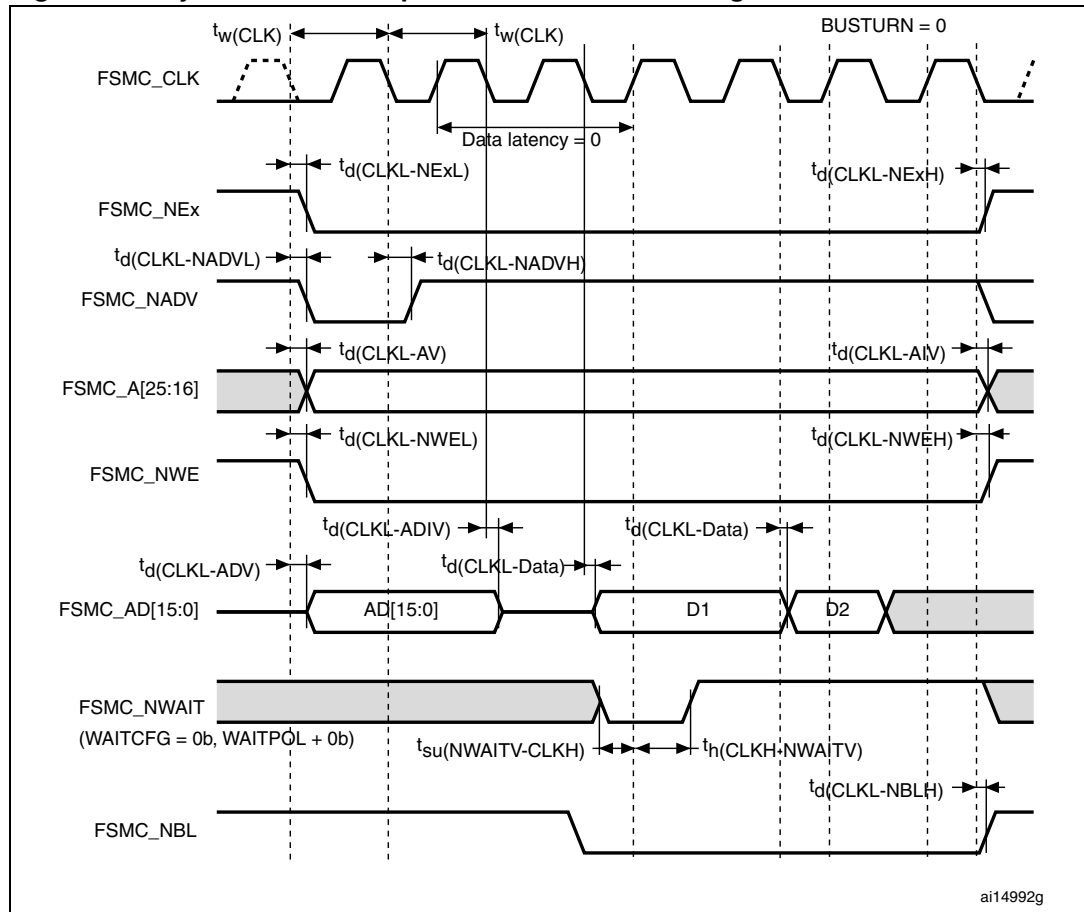 tw(CLK) tw(CLK) BUSTURN = 0
FSMC_CLK
Data latency = 0
td(CLKL-NExL) td(CLKL-NExH)
FSMC_NEx
td(CLKL-NADVL) td(CLKL-NADVH)
FSMC_NADV
td(CLKL-AV) td(CLKL-AIV)
FSMC_A[25:16]
td(CLKL-NWEL) td(CLKL-NWEH)
FSMC_NWE
td(CLKL-ADIV) td(CLKL-Data)
td(CLKL-ADV) td(CLKL-Data)
FSMC_AD[15:0] AD[15:0] D1 D2
FSMC_NWAIT
(WAITCFG = 0b, WAITPOL + 0b) tsu(NWAITV-CLKH) th(CLKH-NWAITV)
td(CLKL-NBLH)
FSMC_NBL
ai14992g